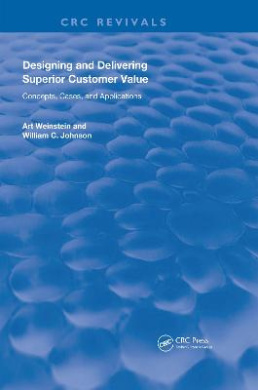 CRC REVIVALS
Designing and Delivering
Superior Customer Value
Concepts, Cases, and Applications
Art Weinstein and
William C. Johnson
CRC Press